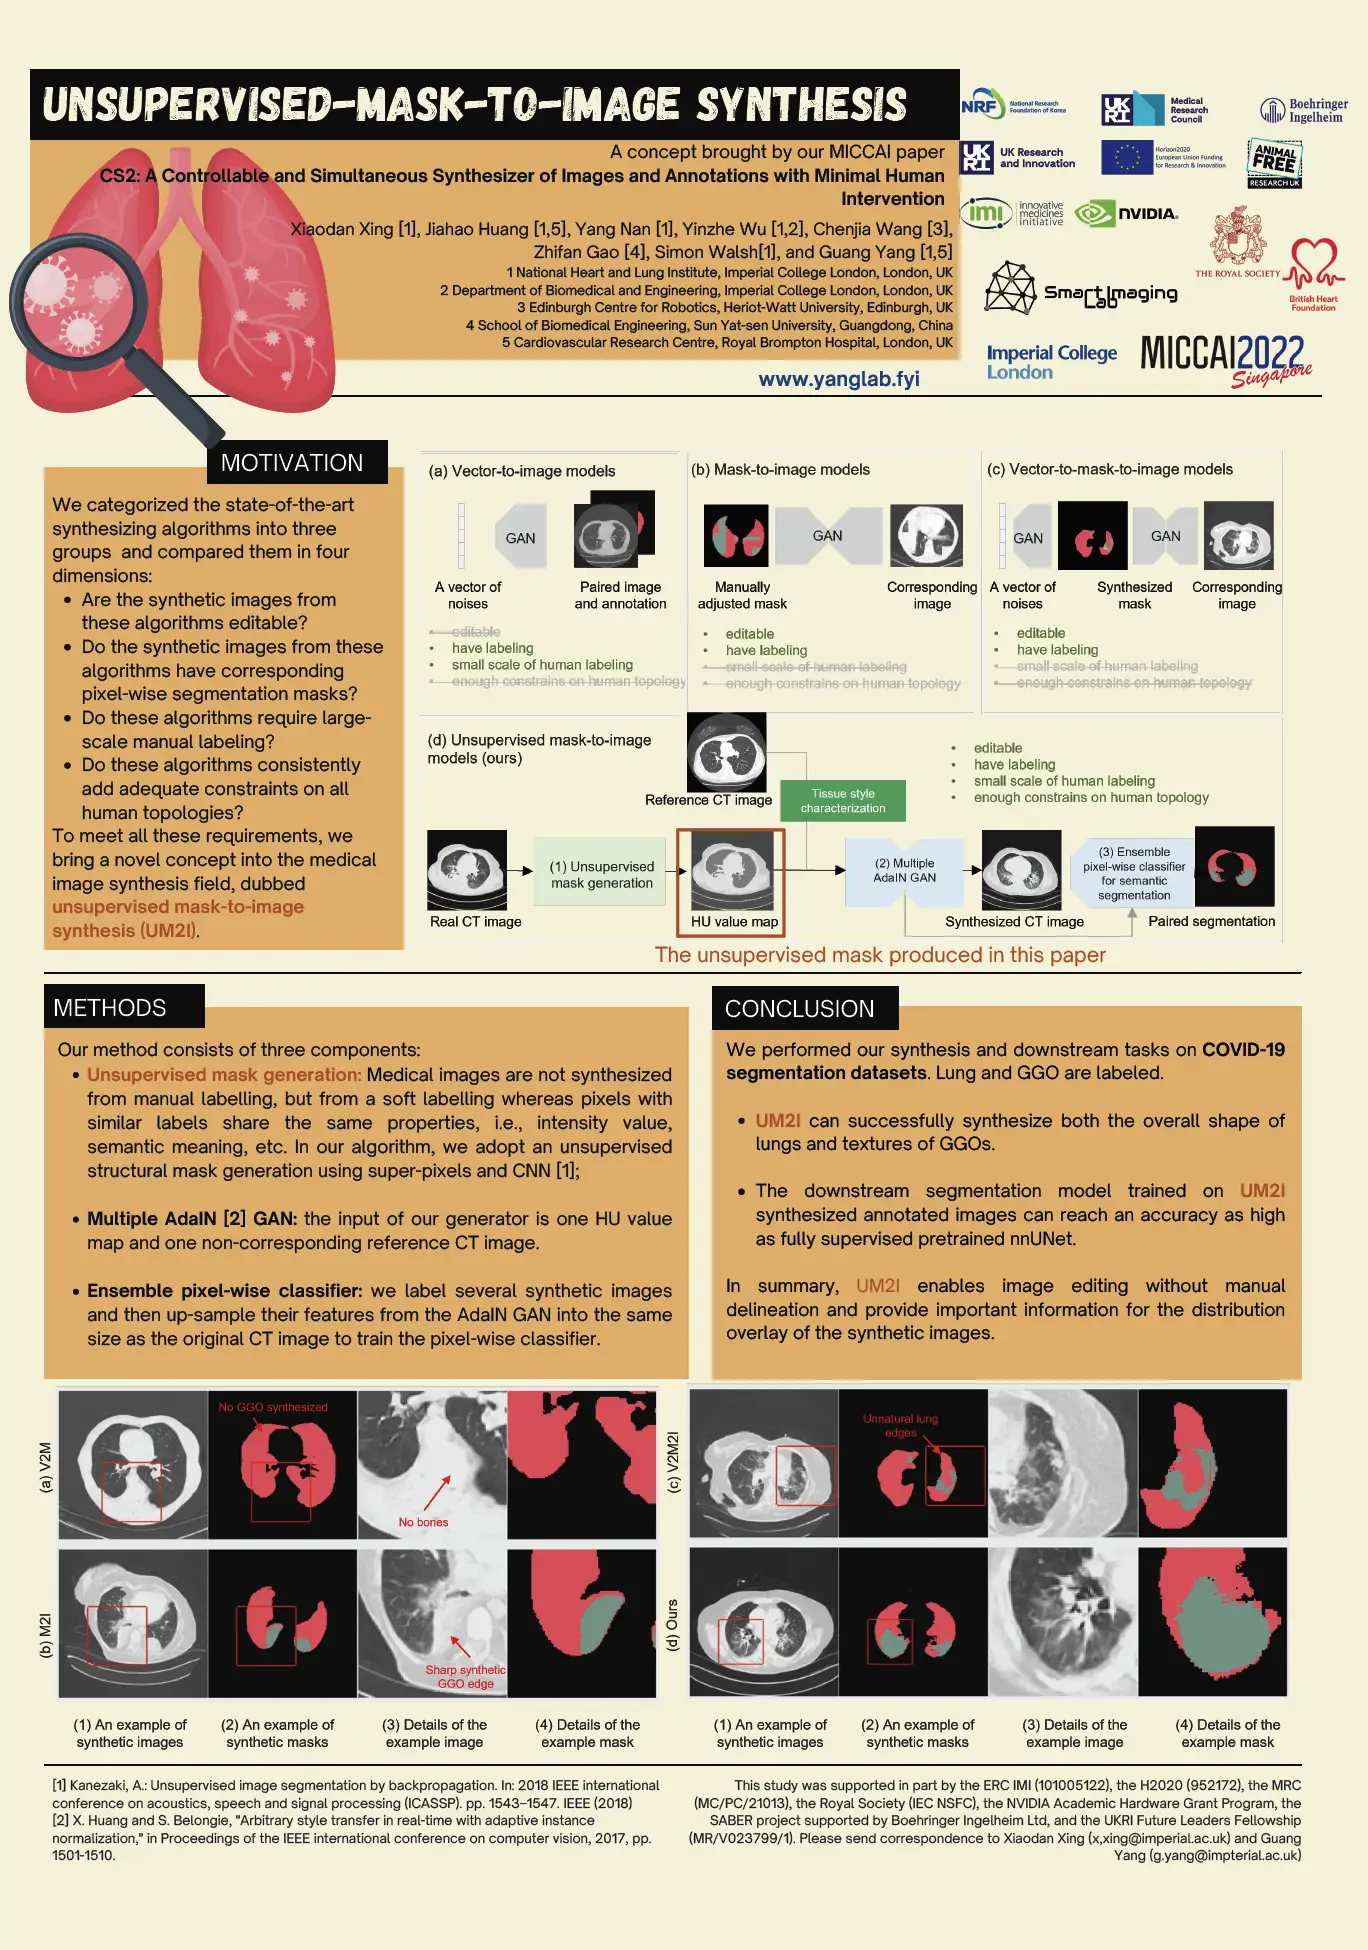 UNSUPERVISED-MASK-TO-IMAGE SYNTHESIS
A concept brought by our MICCAI paper
CS2: A Controllable and Simultaneous Synthesizer of Images and Annotations with Minimal Human
Intervention
Xiaodan Xing [1], Jiahao Huang [1,5], Yang Nan [1], Yinzhe Wu [1,2], Chenjia Wang [3],
Zhifan Gao [4], Simon Walsh[1], and Guang Yang [1,5]
1 National Heart and Lung Institute, Imperial College London, London, UK
2 Department of Biomedical and Engineering, Imperial College London, London, UK
3 Edinburgh Centre for Robotics, Heriot-Watt University, Edinburgh, UK
4 School of Biomedical Engineering, Sun Yat-sen University, Guangdong, China
5 Cardiovascular Research Centre, Royal Brompton Hospital, London, UK
www.yanglab.fyi
NRF National Research
Foundation of Korea
UK
RI
Medical
Research
Council
Boehringer
Ingelheim
UK
RI
UK Research
and Innovation
Horizon2020
European Union Funding
for Research & Innovation
ANIMAL
FREE
RESEARCH UK
imi
innovative
medicines
initiative
NVIDIA.
THE ROYAL SOCIETY
British Heart
Foundation
Smart Imaging
Lab
Imperial College
London
MICCAI2022
Singapore
MOTIVATION
We categorized the state-of-the-art
synthesizing algorithms into three
groups and compared them in four
dimensions:
• Are the synthetic images from
these algorithms editable?
• Do the synthetic images from these
algorithms have corresponding
pixel-wise segmentation masks?
• Do these algorithms require large-
scale manual labeling?
• Do these algorithms consistently
add adequate constraints on all
human topologies?
To meet all these requirements, we
bring a novel concept into the medical
image synthesis field, dubbed
unsupervised mask-to-image
synthesis (UM2I).
(a) Vector-to-image models
GAN
A vector of
noises
Paired image
and annotation
• editable
• have labeling
• small scale of human labeling
• enough constrains on human topology
(b) Mask-to-image models
GAN
Manually
adjusted mask
Corresponding
image
• editable
• have labeling
• small scale of human labeling
• enough constrains on human topology
(c) Vector-to-mask-to-image models
GAN
GAN
A vector of
noises
Synthesized
mask
Corresponding
image
• editable
• have labeling
• small scale of human labeling
• enough constrains on human topology
(d) Unsupervised mask-to-image
models (ours)
Reference CT image
Tissue style
characterization
• editable
• have labeling
• small scale of human labeling
• enough constrains on human topology
Real CT image
(1) Unsupervised
mask generation
HU value map
(2) Multiple
AdaIN GAN
Synthesized CT image
(3) Ensemble
pixel-wise classifier
for semantic
segmentation
Paired segmentation
The unsupervised mask produced in this paper
METHODS
Our method consists of three components:
• Unsupervised mask generation: Medical images are not synthesized
from manual labelling, but from a soft labelling whereas pixels with
similar labels share the same properties, i.e., intensity value,
semantic meaning, etc. In our algorithm, we adopt an unsupervised
structural mask generation using super-pixels and CNN [1];
• Multiple AdaIN [2] GAN: the input of our generator is one HU value
map and one non-corresponding reference CT image.
• Ensemble pixel-wise classifier: we label several synthetic images
and then up-sample their features from the AdaIN GAN into the same
size as the original CT image to train the pixel-wise classifier.
CONCLUSION
We performed our synthesis and downstream tasks on COVID-19
segmentation datasets. Lung and GGO are labeled.
• UM2I can successfully synthesize both the overall shape of
lungs and textures of GGOs.
• The downstream segmentation model trained on UM2I
synthesized annotated images can reach an accuracy as high
as fully supervised pretrained nnUNet.
In summary, UM2I enables image editing without manual
delineation and provide important information for the distribution
overlay of the synthetic images.
(a) V2M
No GGO synthesized
No bones
(b) M2I
Sharp synthetic
GGO edge
(1) An example of
synthetic images
(2) An example of
synthetic masks
(3) Details of the
example image
(4) Details of the
example mask
(c) V2M2I
Unnatural lung
edges
(d) Ours
(1) An example of
synthetic images
(2) An example of
synthetic masks
(3) Details of the
example image
(4) Details of the
example mask
[1] Kanezaki, A.: Unsupervised image segmentation by backpropagation. In: 2018 IEEE international
conference on acoustics, speech and signal processing (ICASSP). pp. 1543–1547. IEEE (2018)
[2] X. Huang and S. Belongie, "Arbitrary style transfer in real-time with adaptive instance
normalization," in Proceedings of the IEEE international conference on computer vision, 2017, pp.
1501-1510.
This study was supported in part by the ERC IMI (101005122), the H2020 (952172), the MRC
(MC/PC/21013), the Royal Society (IEC NSFC), the NVIDIA Academic Hardware Grant Program, the
SABER project supported by Boehringer Ingelheim Ltd, and the UKRI Future Leaders Fellowship
(MR/V023799/1). Please send correspondence to Xiaodan Xing (x,xing@imperial.ac.uk) and Guang
Yang (g.yang@impterial.ac.uk)